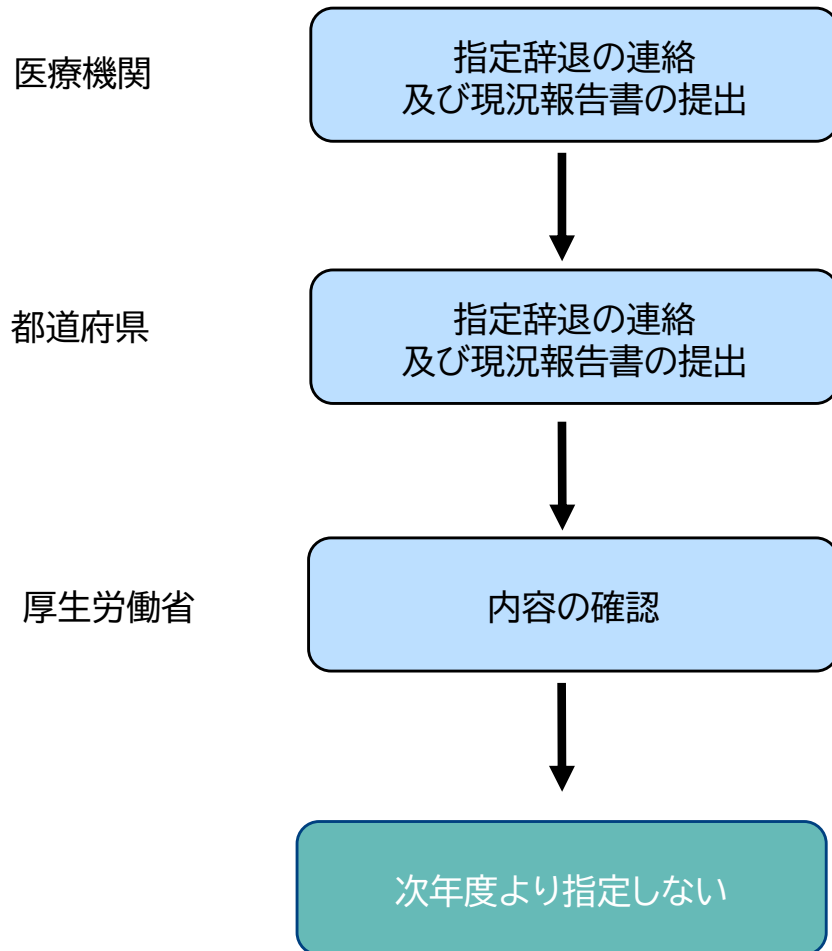 医療機関
指定辞退の連絡
及び現況報告書の提出
都道府県
指定辞退の連絡
及び現況報告書の提出
厚生労働省
内容の確認
次年度より指定しない